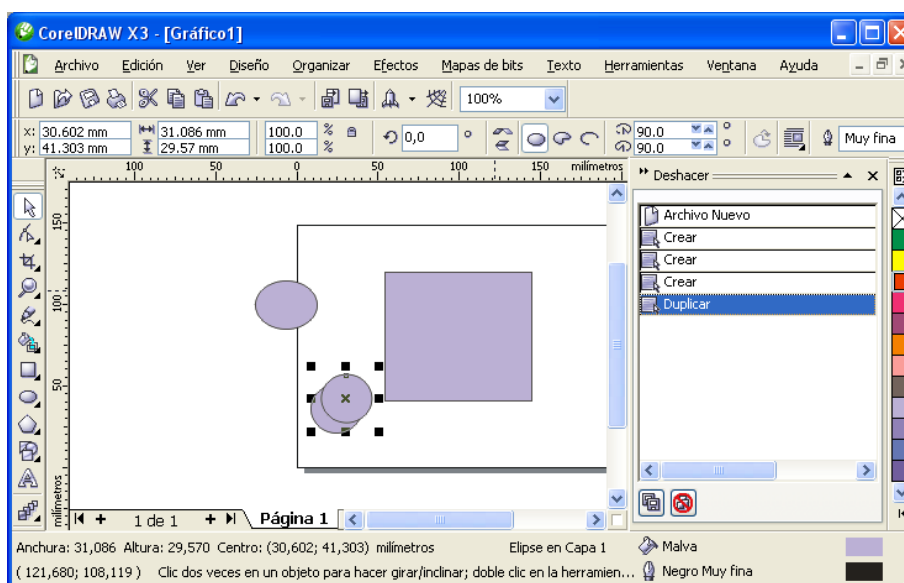 CorelDRAW X3 - [Gráfico1]
Archivo Edición Ver Diseño Organizar Efectos Mapas de bits Texto Herramientas Ventana Ayuda
100%
x: 30.602 mm 31.086 mm 100.0 % 0,0 ° 90.0 ° Muy fina
y: 41.303 mm 29.57 mm 100.0 % 90.0 °
100 50 0 50 100 150 milímetros
Deshacer
Archivo Nuevo
Crear
Crear
Crear
Duplicar
150
100
50
milímetros
1 de 1 Página 1
Anchura: 31,086 Altura: 29,570 Centro: (30,602; 41,303) milímetros Elipse en Capa 1 Malva
( 121,680; 108,119 ) Clic dos veces en un objeto para hacer girar/inclinar; doble clic en la herramien... Negro Muy fina